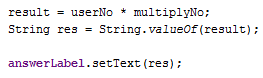 result = userNo * multiplyNo;
String res = String.valueOf(result);
answerLabel.setText(res);